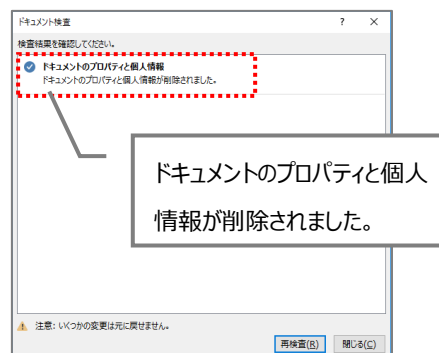 ドキュメント検査 ? ×
検査結果を確認してください。
ドキュメントのプロパティと個人情報
ドキュメントのプロパティと個人情報が削除されました。
ドキュメントのプロパティと個人
情報が削除されました。
注意: いくつかの変更は元に戻せません。
再検査(R) 閉じる(C)